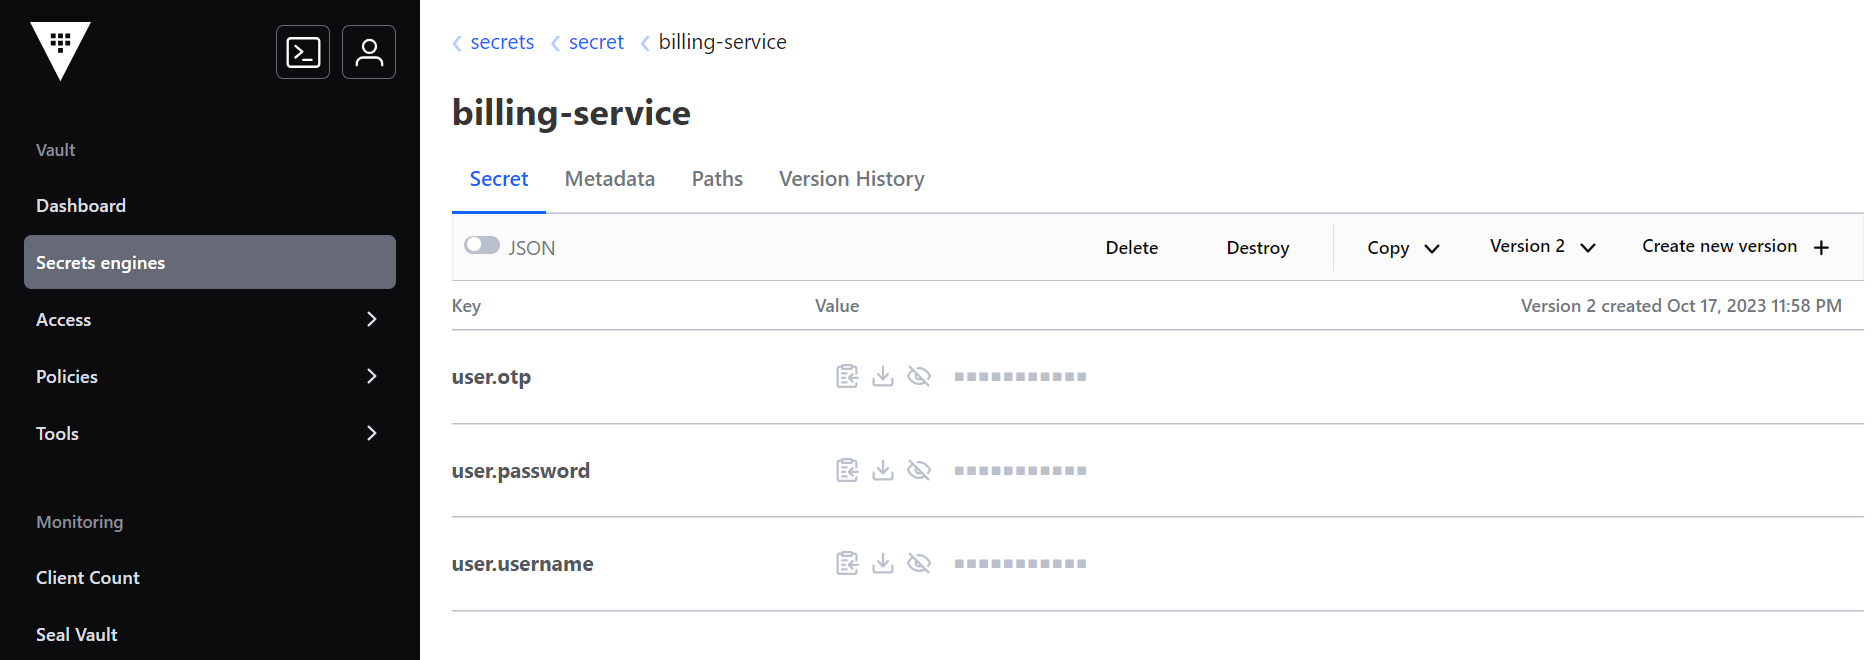 secrets secret billing-service
billing-service
Vault
Dashboard
Secrets engines
Access
Policies
Tools
Monitoring
Client Count
Seal Vault
Secret Metadata Paths Version History
JSON Delete Destroy Copy Version 2 Create new version
Key Value Version 2 created Oct 17, 2023 11:58 PM
user.otp
user.password
user.username